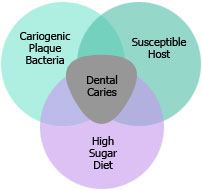 Cariogenic
Plaque
Bacteria
Susceptible
Host
Dental
Caries
High
Sugar
Diet